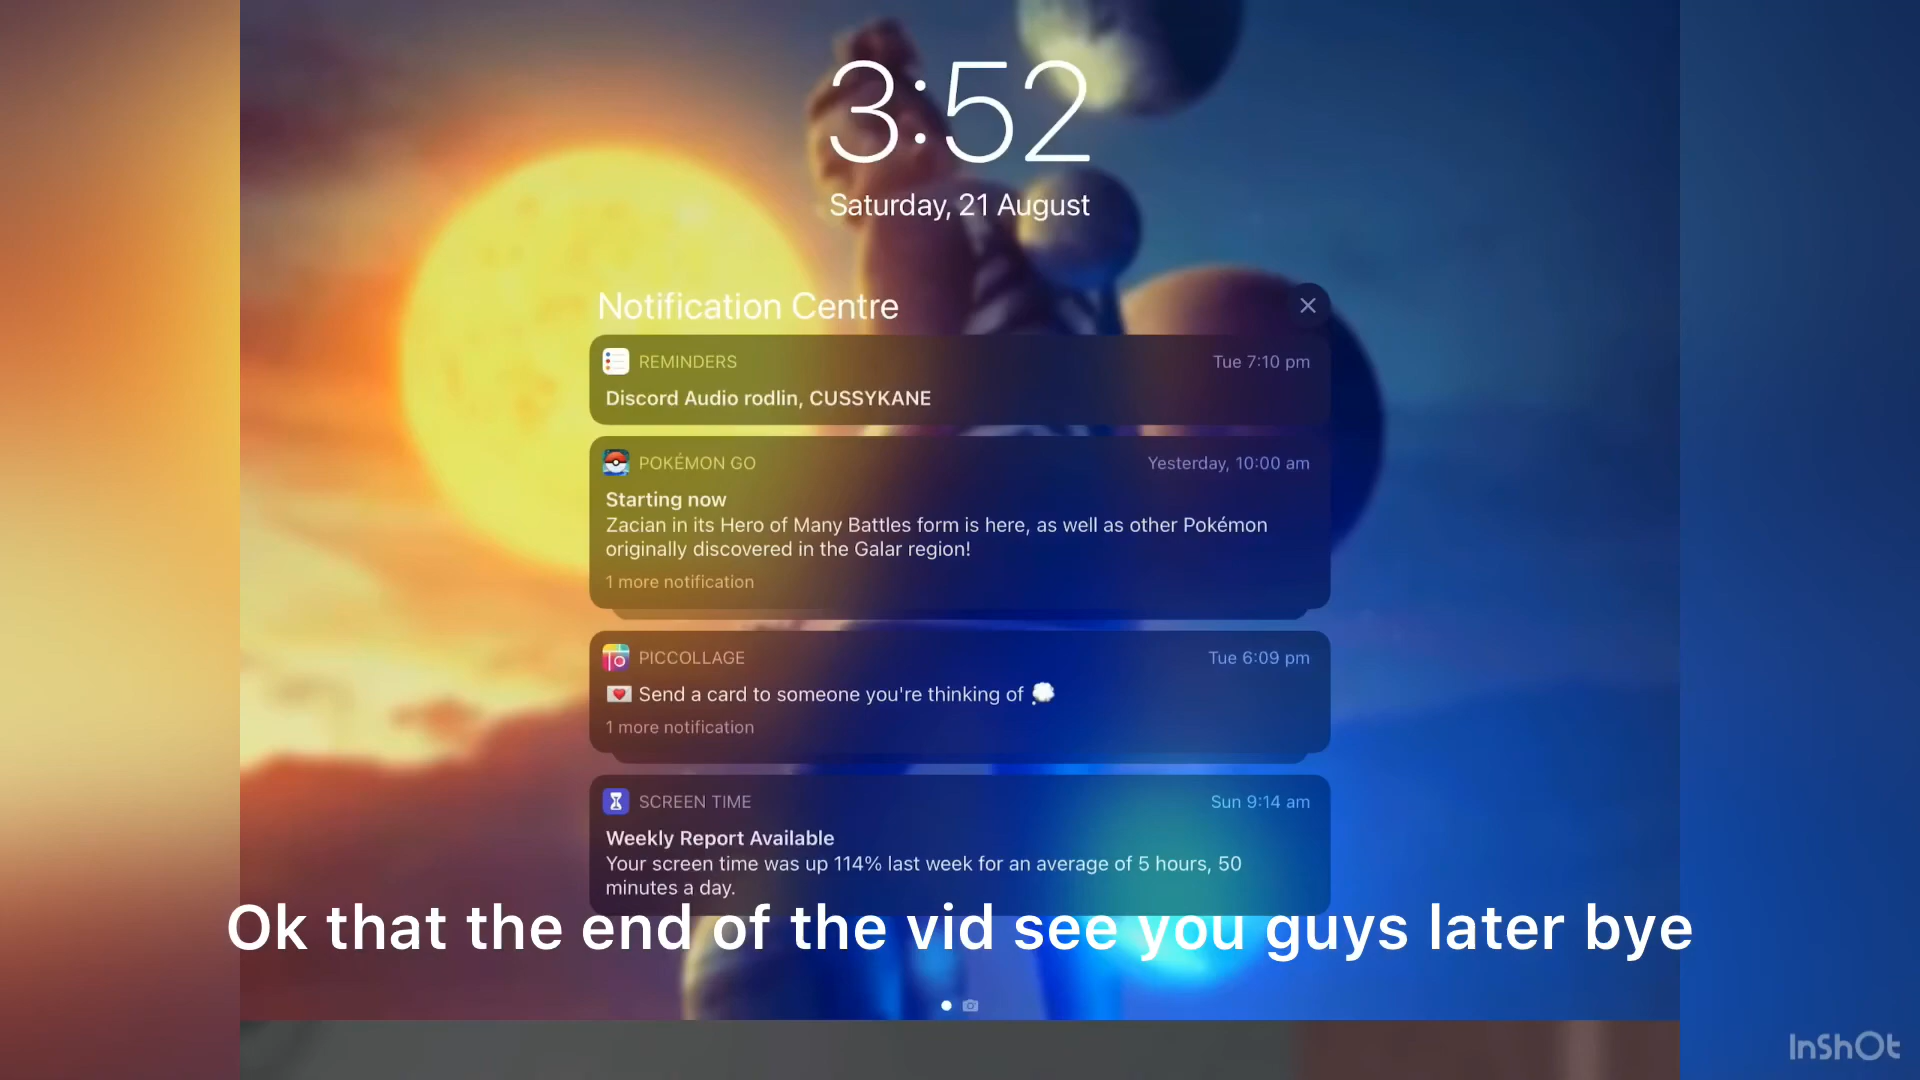 3:52
Saturday, 21 August
Notification Centre
REMINDERS
Tue 7:10 pm
Discord Audio rodlin, CUSSYKANE
POKÉMON GO
Yesterday, 10:00 am
Starting now
Zacian in its Hero of Many Battles form is here, as well as other Pokémon
originally discovered in the Galar region!
1 more notification
PICCOLLAGE
Tue 6:09 pm
💌 Send a card to someone you're thinking of 💭
1 more notification
SCREEN TIME
Sun 9:14 am
Weekly Report Available
Your screen time was up 114% last week for an average of 5 hours, 50
minutes a day.
Ok that the end of the vid see you guys later bye
InShOt